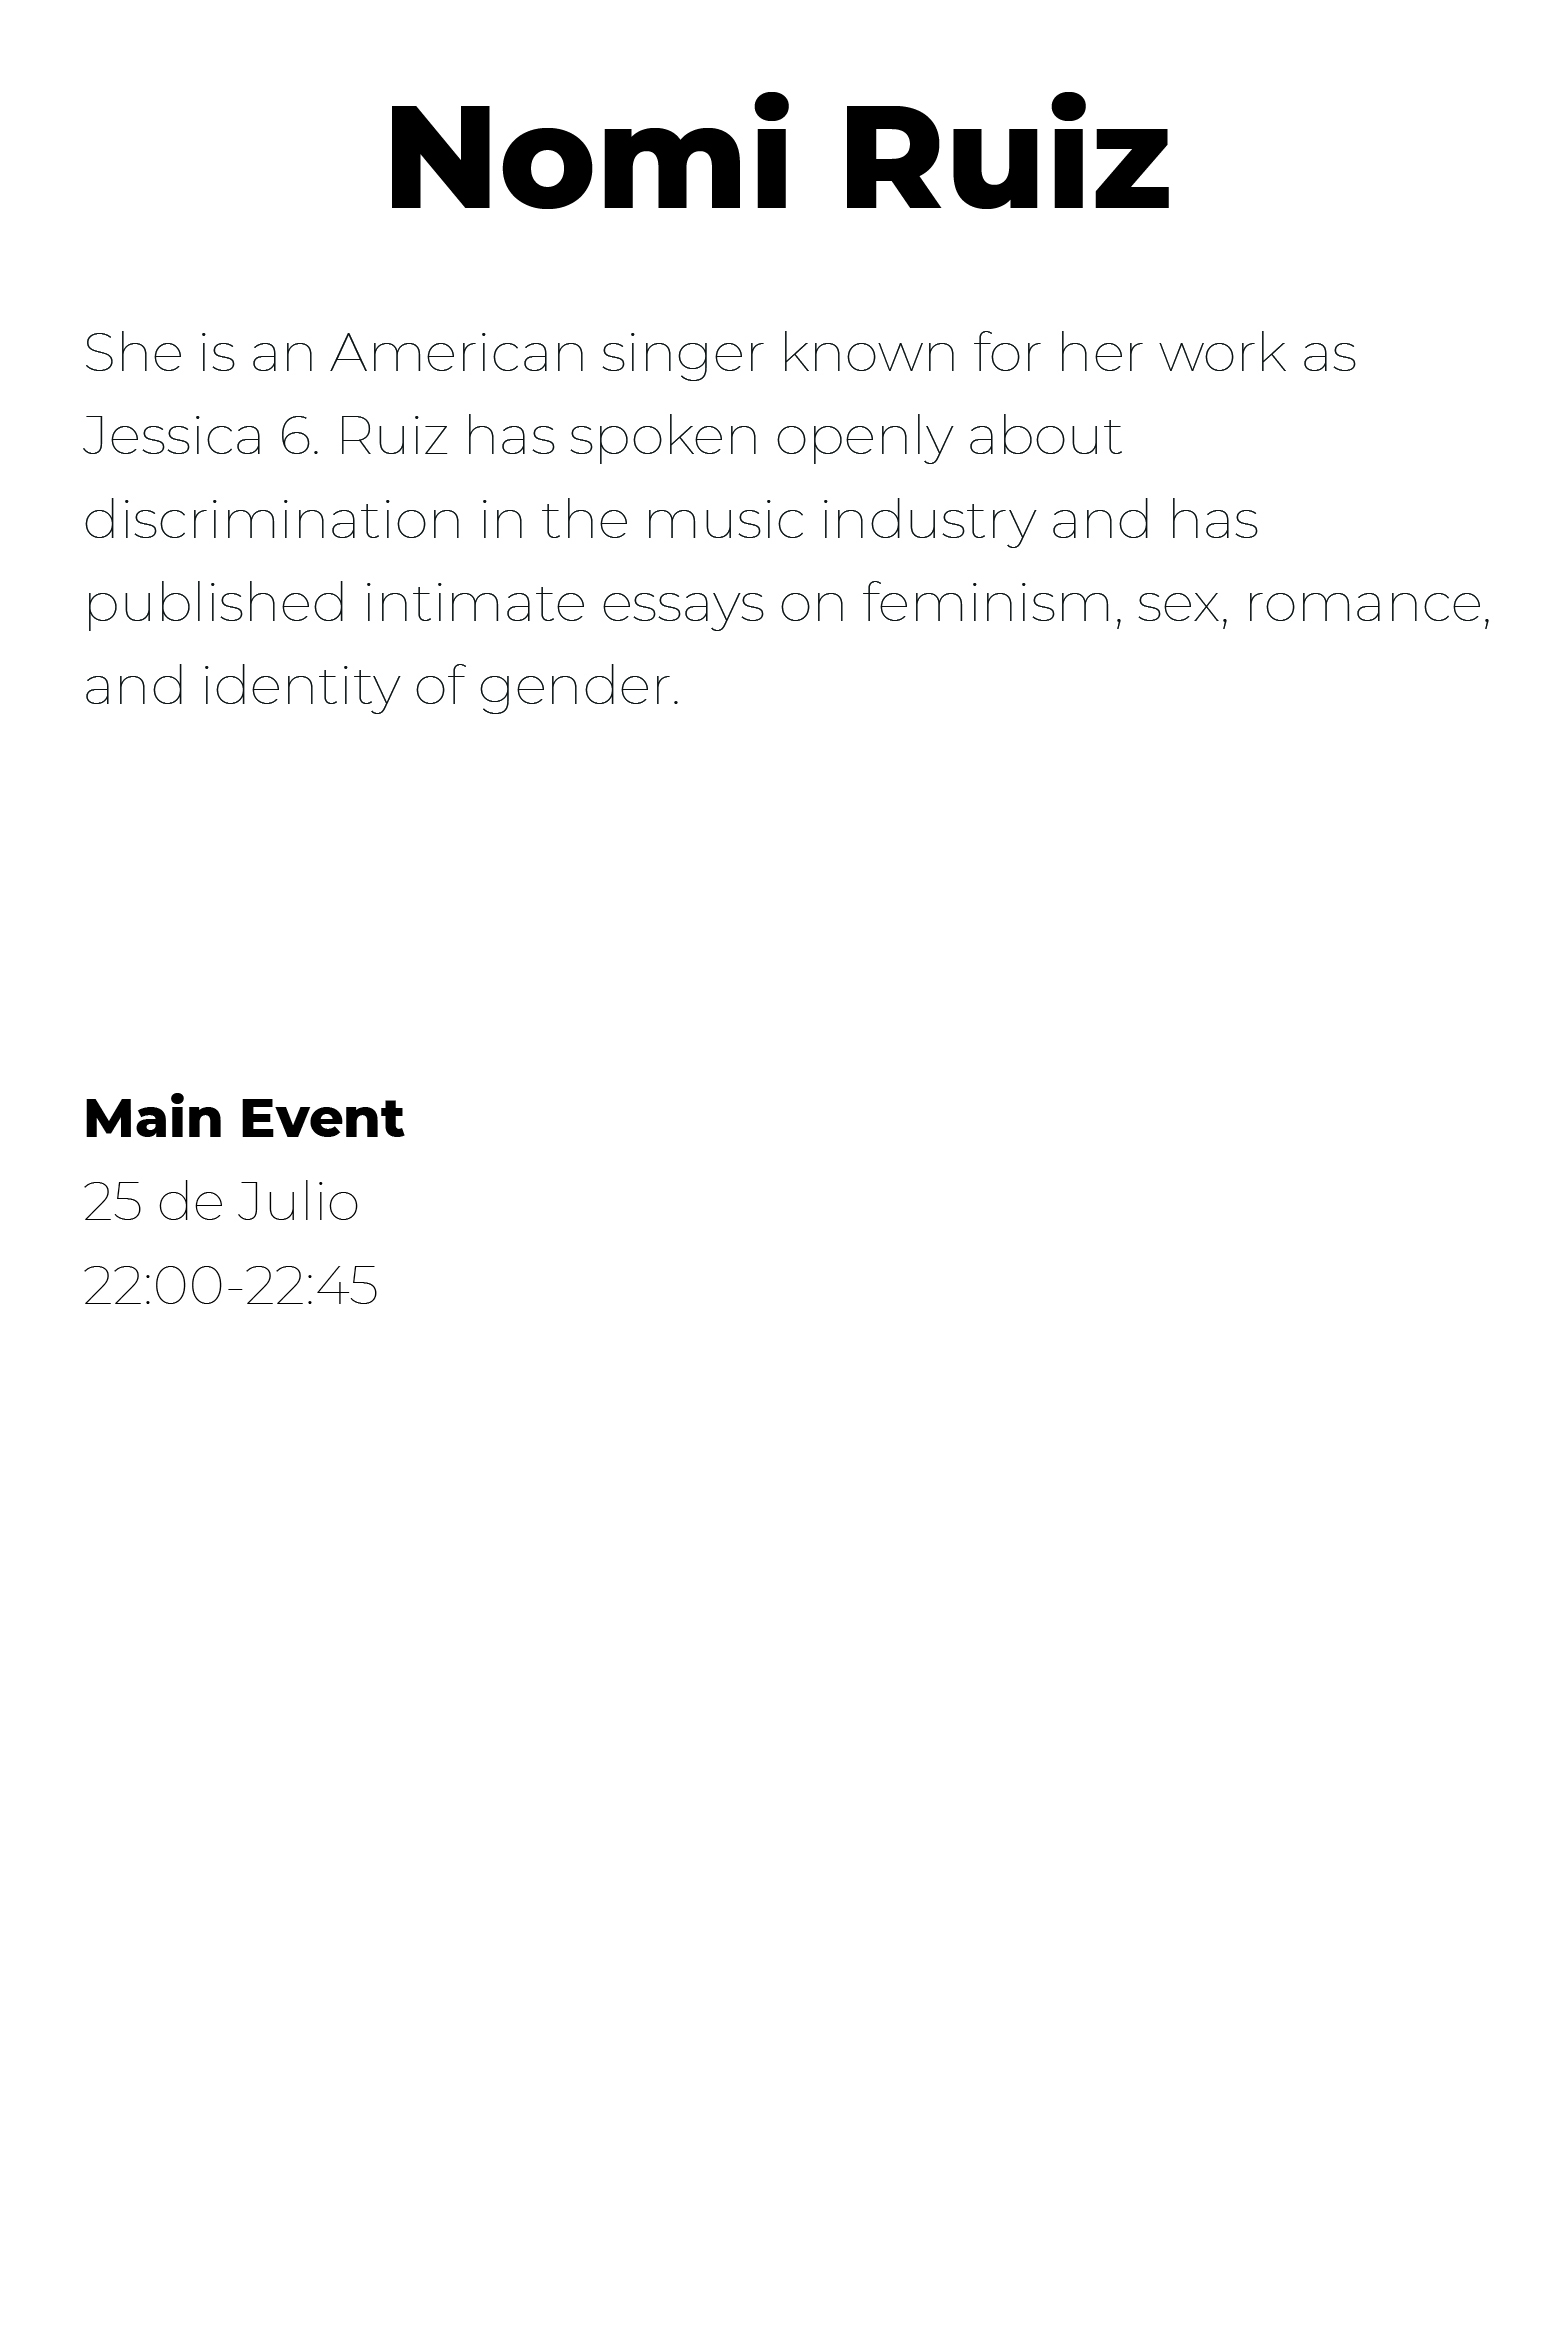 Nomi Ruiz
She is an American singer known for her work as
Jessica 6. Ruiz has spoken openly about
discrimination in the music industry and has
published intimate essays on feminism, sex, romance,
and identity of gender.
Main Event
25 de Julio
22:00-22:45